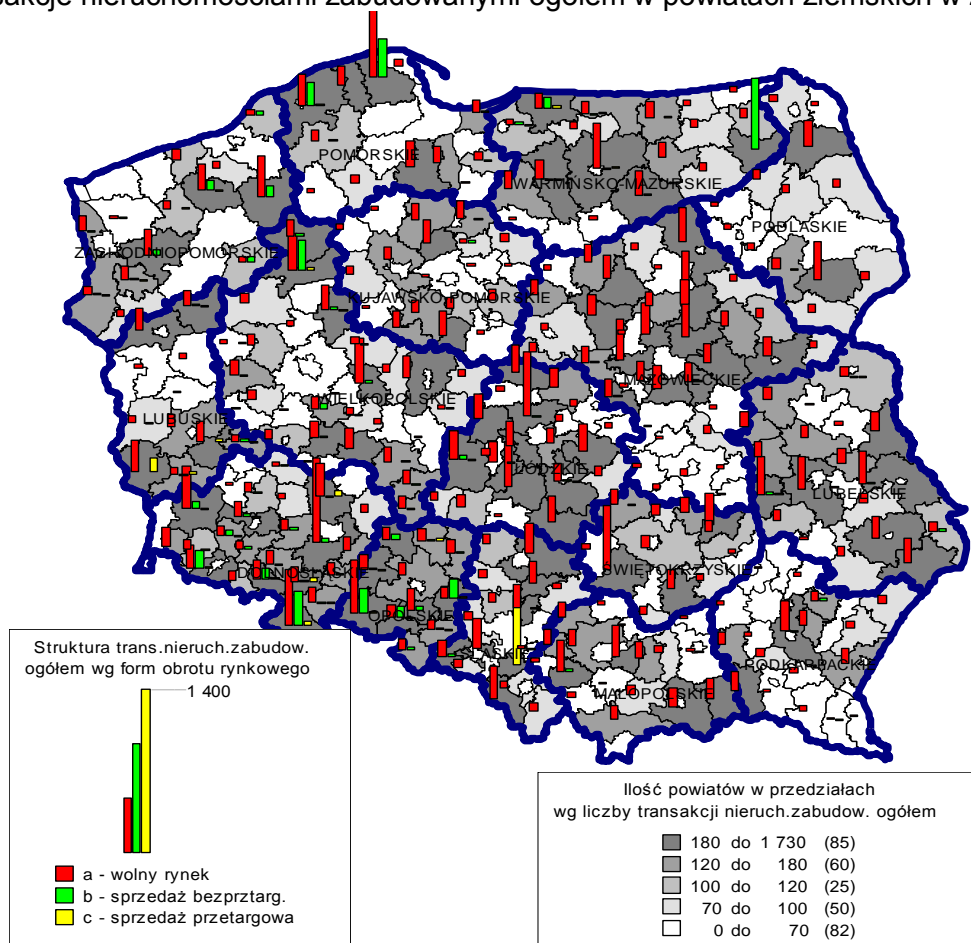 nieruchomościami zabudowanymi ogółem w powiatach ziemskich w
POMORSKIE
WARMIŃSKO-MAZURSKIE
ZACHODNIOPOMORSKIE
PODLASKIE
KUJAWSKO-POMORSKIE
MAZOWIECKIE
WIELKOPOLSKIE
LUBUSKIE
ŁÓDZKIE
LUBELSKIE
DOLNOŚLĄSKIE
ŚWIĘTOKRZYSKIE
OPOLSKIE
ŚLĄSKIE
PODKARPACKIE
MAŁOPOLSKIE
Struktura trans.nieruch.zabudow.
ogółem wg form obrotu rynkowego
1 400
a - wolny rynek
b - sprzedaż bezprztarg.
c - sprzedaż przetargowa
Ilość powiatów w przedziałach
wg liczby transakcji nieruch.zabudow. ogółem
180 do 1 730 (85)
120 do 180 (60)
100 do 120 (25)
70 do 100 (50)
0 do 70 (82)